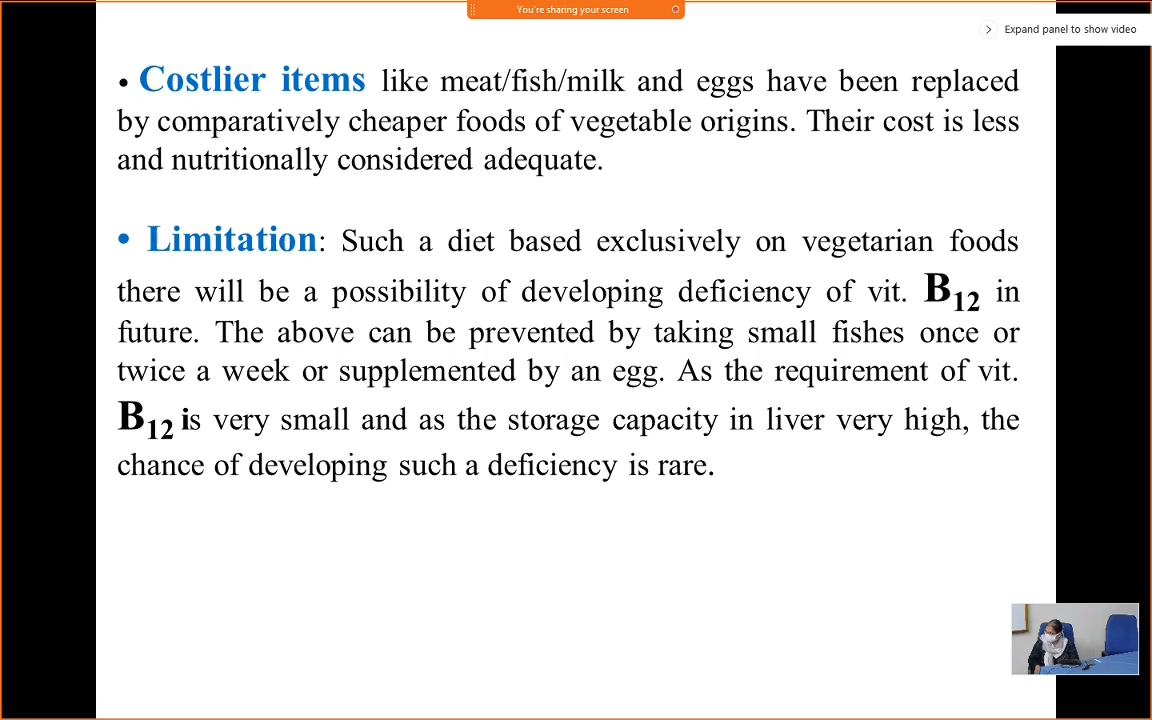 You're sharing your screen
Expand panel to show video
• Costlier items like meat/fish/milk and eggs have been replaced
by comparatively cheaper foods of vegetable origins. Their cost is less
and nutritionally considered adequate.
• Limitation: Such a diet based exclusively on vegetarian foods
there will be a possibility of developing deficiency of vit. B12 in
future. The above can be prevented by taking small fishes once or
twice a week or supplemented by an egg. As the requirement of vit.
B12 is very small and as the storage capacity in liver very high, the
chance of developing such a deficiency is rare.